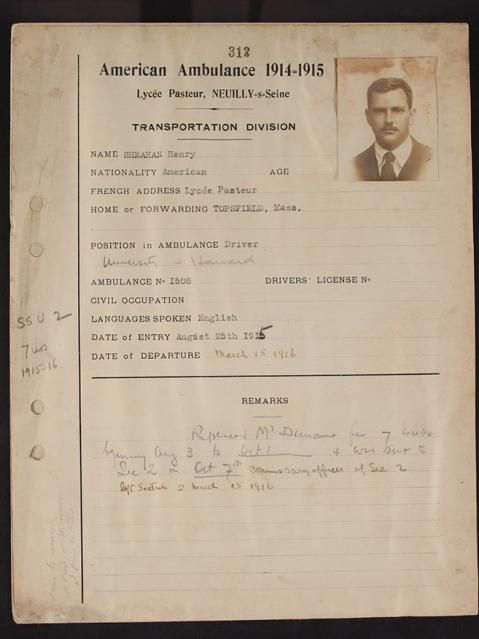 312
American Ambulance 1914-1915
Lycée Pasteur, NEUILLY-s-Seine
TRANSPORTATION DIVISION
NAME SHEAHAN Henry
NATIONALITY American AGE
FRENCH ADDRESS Lycée Pasteur
HOME or FORWARDING TOPSFIELD, Mass.
POSITION in AMBULANCE Driver
University - Harvard
AMBULANCE No 1508 DRIVERS' LICENSE No
CIVIL OCCUPATION
LANGUAGES SPOKEN English
DATE of ENTRY August 25th 1915
DATE of DEPARTURE March 15 1916
SSU 2
7
1915-16
REMARKS
Mr for 7 weeks
Aug 3 to Oct 1 & was sent to
Sec 2 on Oct 7th officer of Sec 2
left Section 2 March 15 1916